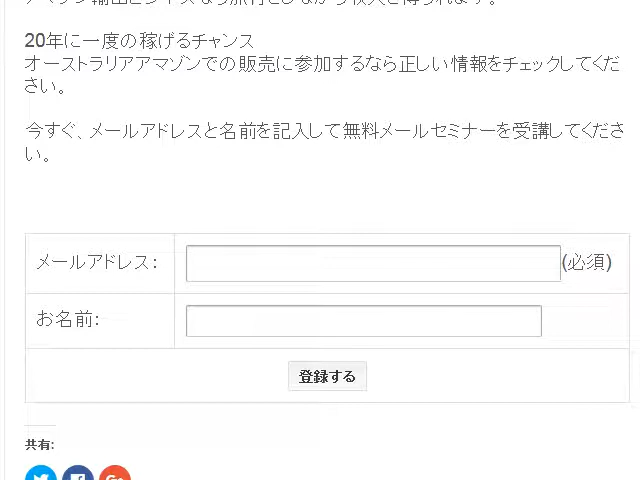 20年に一度の稼げるチャンス
オーストラリアアマゾンでの販売に参加するなら正しい情報をチェックしてくだ
さい。
今すぐ、メールアドレスと名前を記入して無料メールセミナーを受講してくださ
い。
メールアドレス: (必須)
お名前:
登録する
共有: